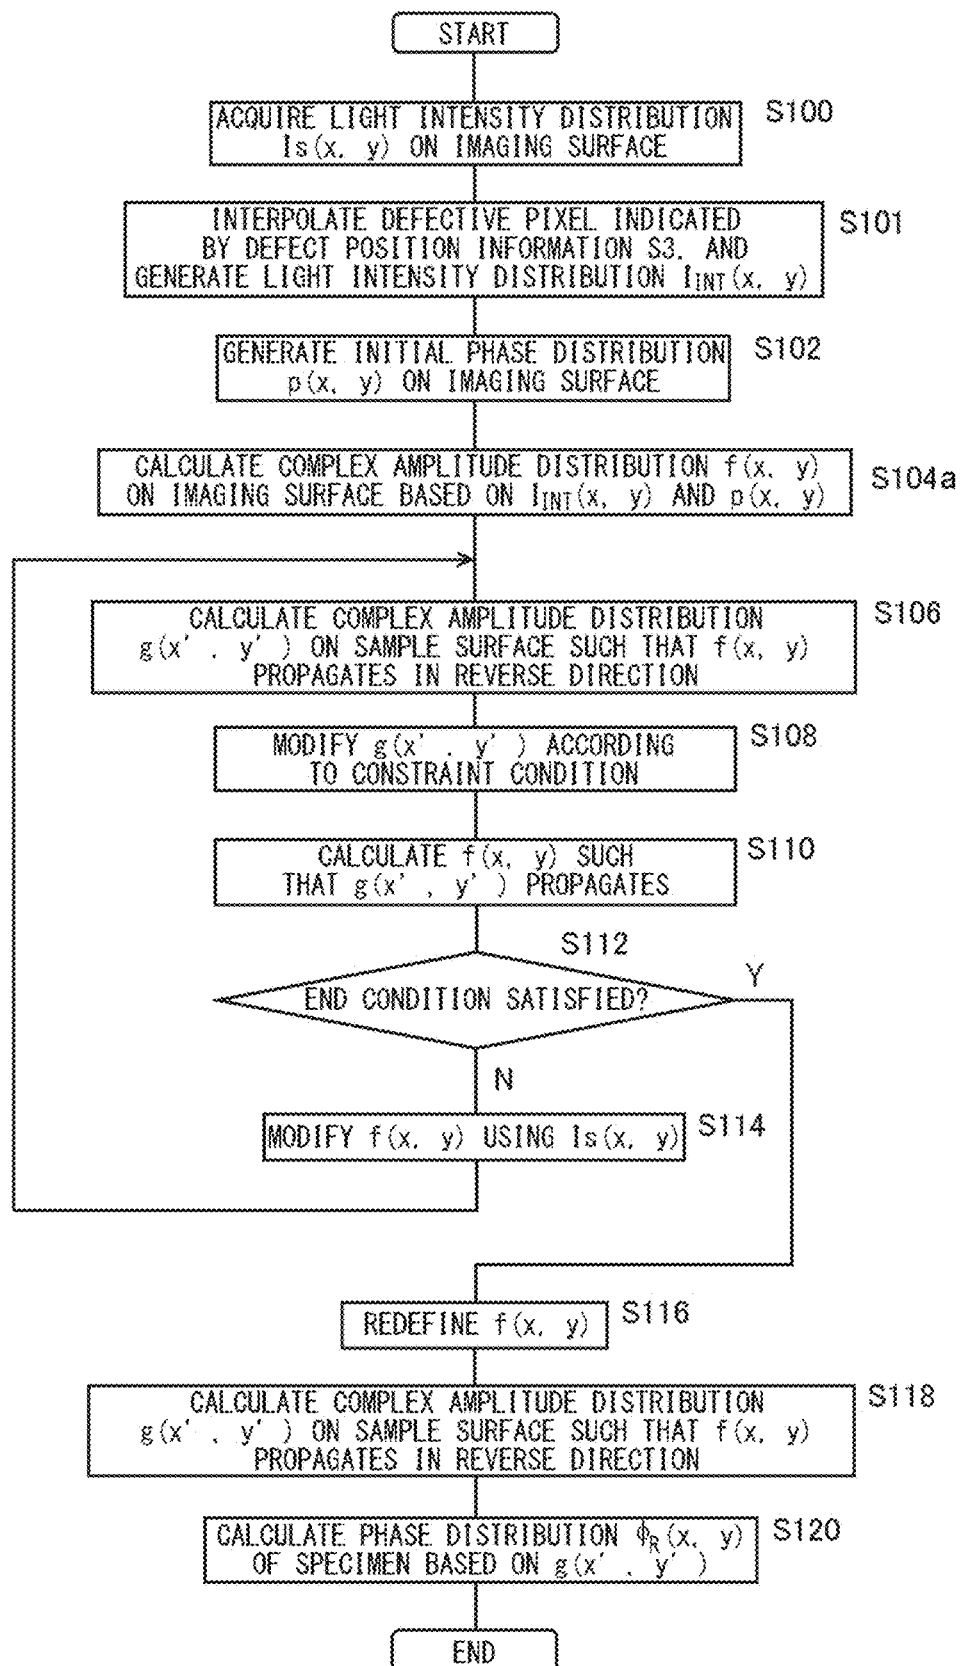 START
ACQUIRE LIGHT INTENSITY DISTRIBUTION
Is(x, y) ON IMAGING SURFACE
S100
INTERPOLATE DEFECTIVE PIXEL INDICATED
BY DEFECT POSITION INFORMATION S3, AND
GENERATE LIGHT INTENSITY DISTRIBUTION IINT(x, y)
S101
GENERATE INITIAL PHASE DISTRIBUTION
p(x, y) ON IMAGING SURFACE
S102
CALCULATE COMPLEX AMPLITUDE DISTRIBUTION f(x, y)
ON IMAGING SURFACE BASED ON IINT(x, y) AND p(x, y)
S104a
CALCULATE COMPLEX AMPLITUDE DISTRIBUTION
g(x', y') ON SAMPLE SURFACE SUCH THAT f(x, y)
PROPAGATES IN REVERSE DIRECTION
S106
MODIFY g(x', y') ACCORDING
TO CONSTRAINT CONDITION
S108
CALCULATE f(x, y) SUCH
THAT g(x', y') PROPAGATES
S110
S112
END CONDITION SATISFIED?
Y
N
MODIFY f(x, y) USING Is(x, y)
S114
REDEFINE f(x, y)
S116
CALCULATE COMPLEX AMPLITUDE DISTRIBUTION
g(x', y') ON SAMPLE SURFACE SUCH THAT f(x, y)
PROPAGATES IN REVERSE DIRECTION
S118
CALCULATE PHASE DISTRIBUTION ϕR(x, y)
OF SPECIMEN BASED ON g(x', y')
S120
END